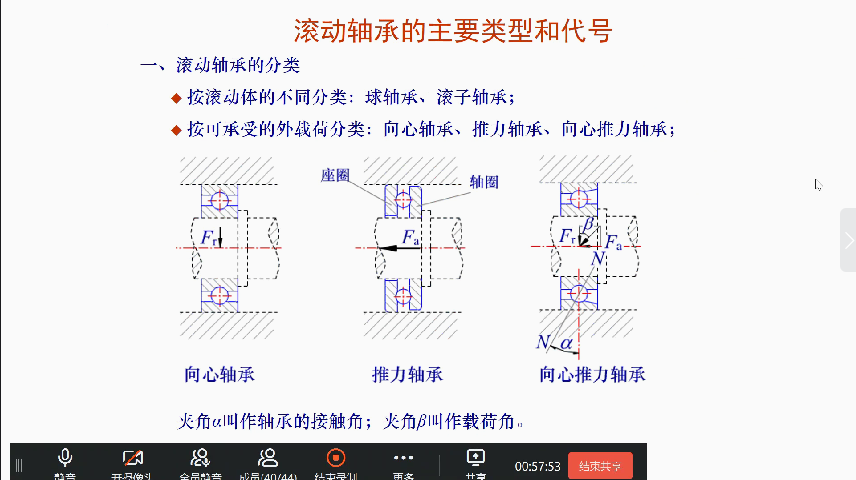 滚动轴承的主要类型和代号
一、滚动轴承的分类
◆ 按滚动体的不同分类：球轴承、滚子轴承；
◆ 按可承受的外载荷分类：向心轴承、推力轴承、向心推力轴承；
座圈
轴圈
Fr
Fa
β
Fr
Fa
N
N
α
向心轴承
推力轴承
向心推力轴承
夹角α叫作轴承的接触角；夹角β叫作载荷角。
静音
开摄像头
全员静音
成员(40/44)
结束录制
更多
共享
00:57:53
结束共享